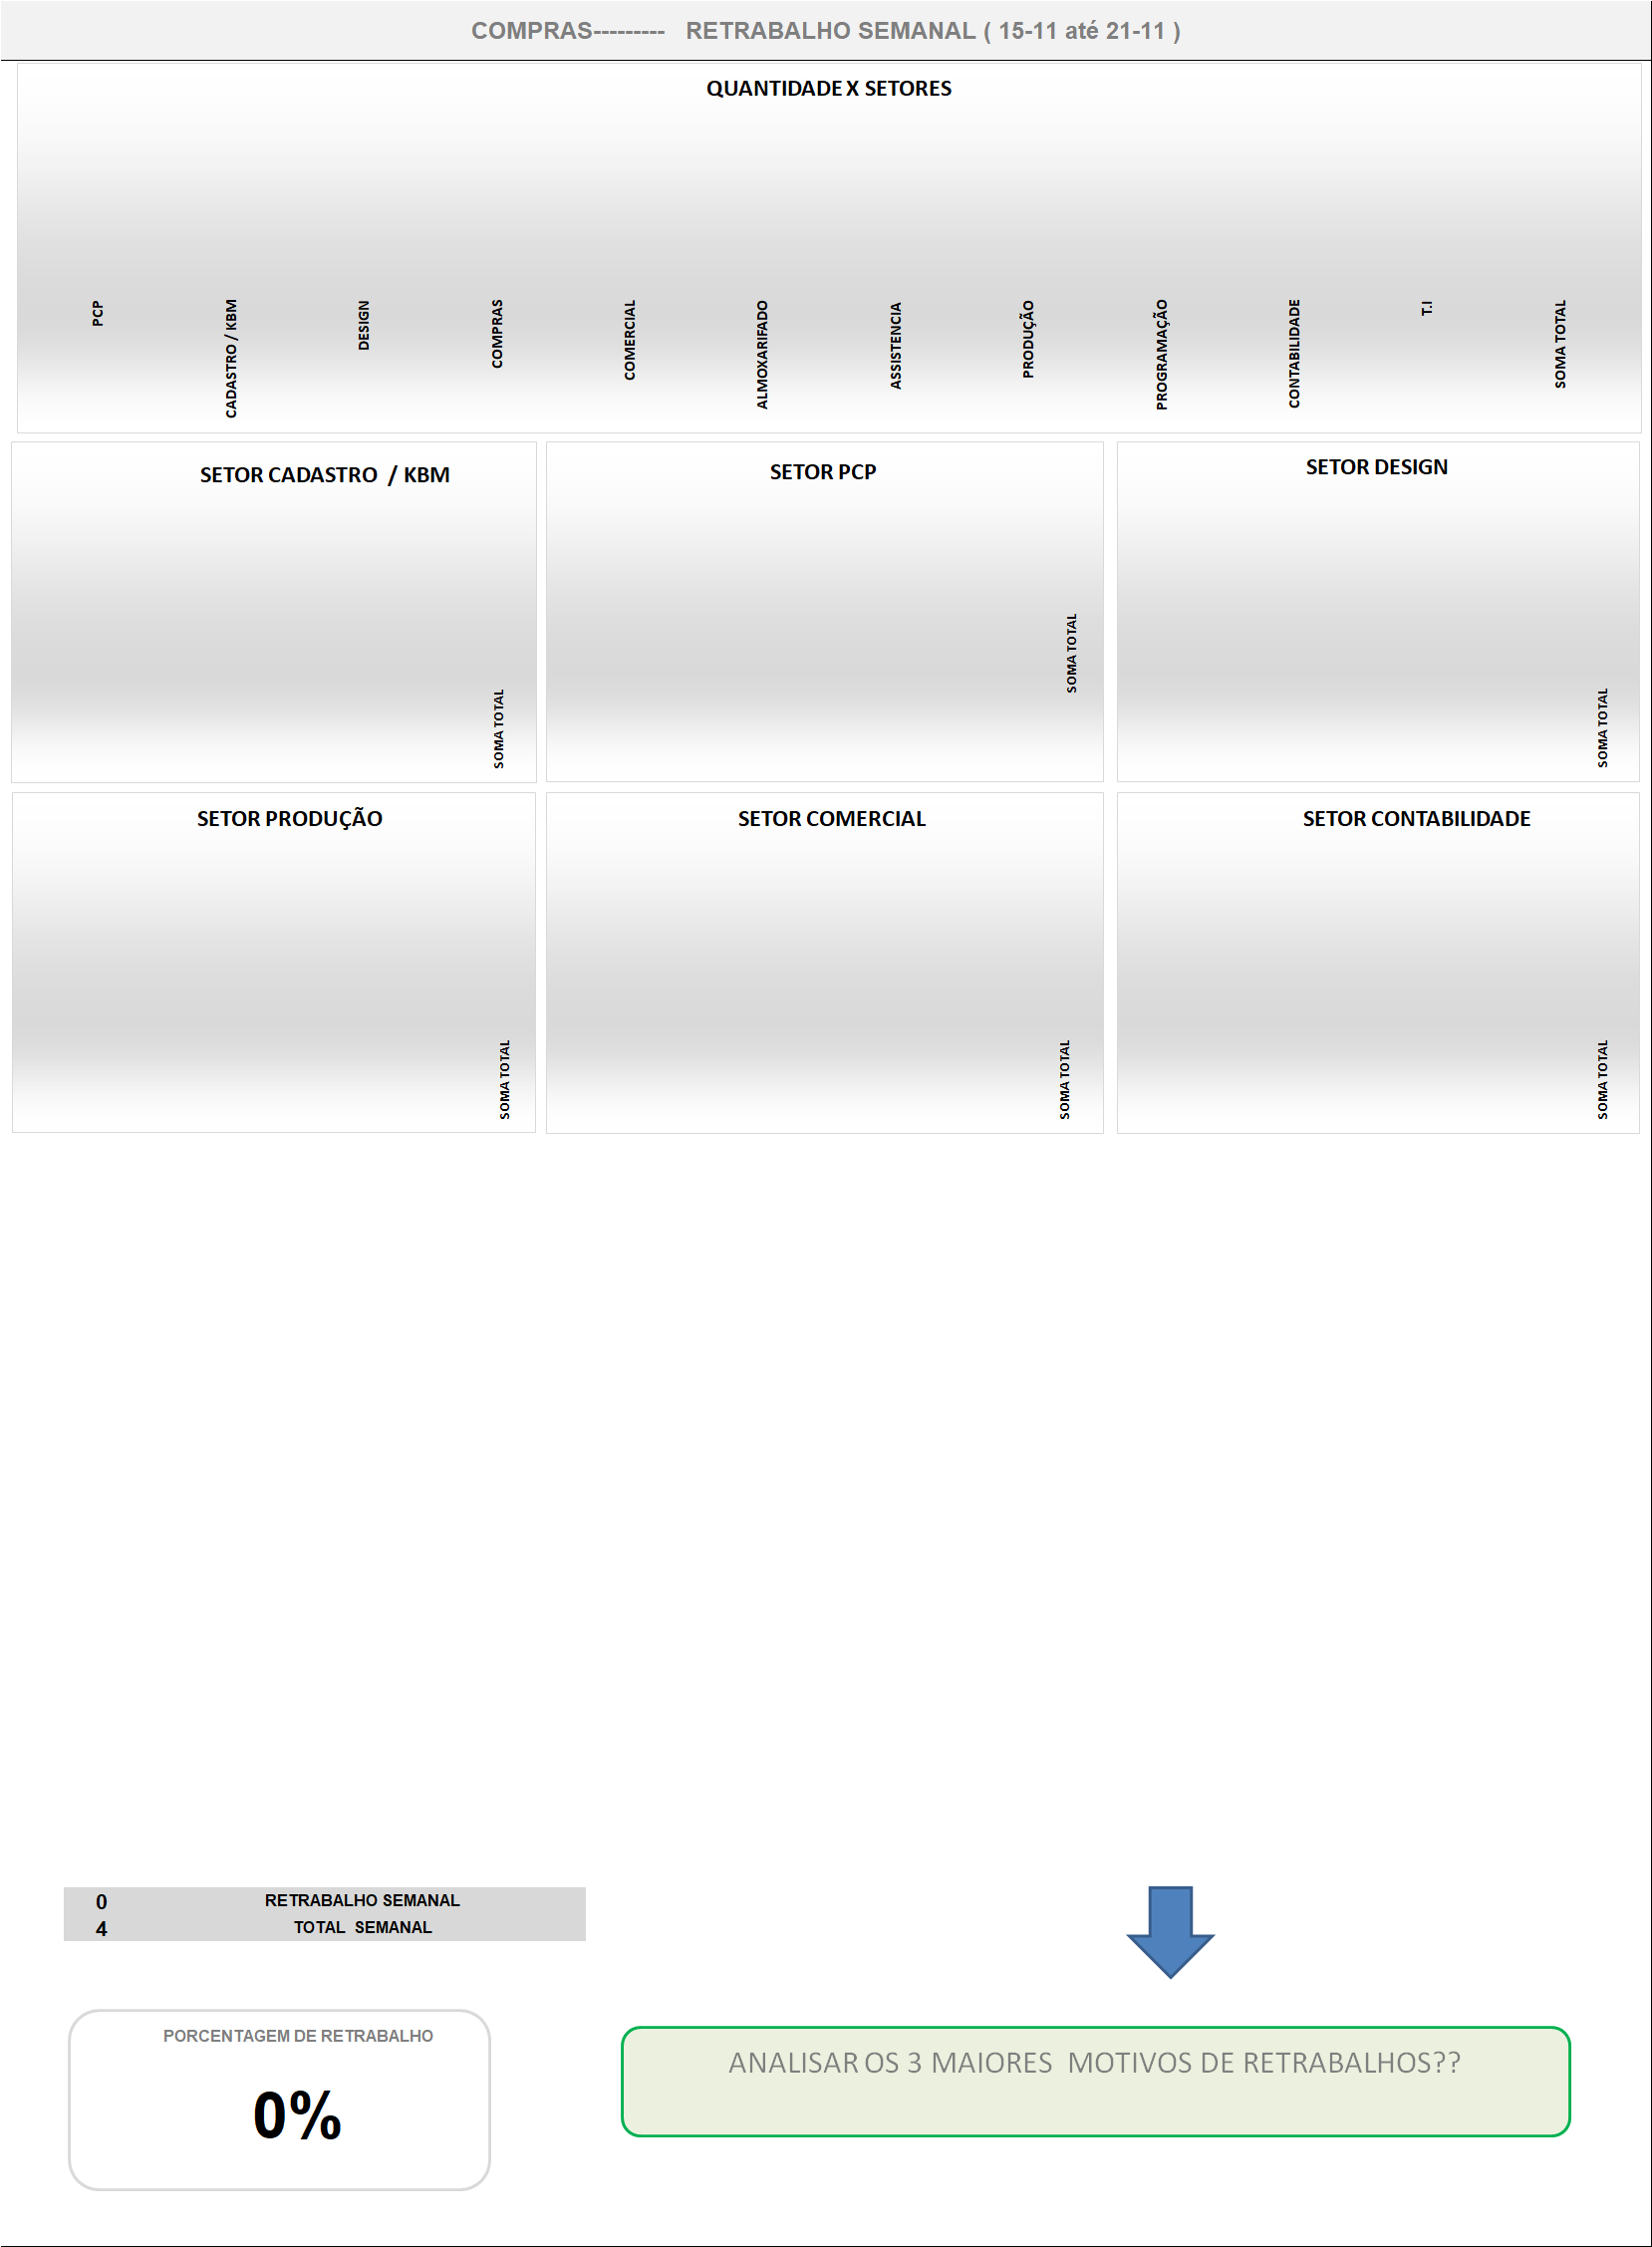 COMPRAS--------- RETRABALHO SEMANAL ( 15-11 até 21-11 )
QUANTIDADE X SETORES
PCP
CADASTRO / KBM
DESIGN
COMPRAS
COMERCIAL
ALMOXARIFADO
ASSISTENCIA
PRODUÇÃO
PROGRAMAÇÃO
CONTABILIDADE
T.I
SOMA TOTAL
SETOR CADASTRO / KBM
SOMA TOTAL
SETOR PCP
SOMA TOTAL
SETOR DESIGN
SOMA TOTAL
SETOR PRODUÇÃO
SOMA TOTAL
SETOR COMERCIAL
SOMA TOTAL
SETOR CONTABILIDADE
SOMA TOTAL
0 RETRABALHO SEMANAL
4 TOTAL SEMANAL
PORCENTAGEM DE RETRABALHO
0%
ANALISAR OS 3 MAIORES MOTIVOS DE RETRABALHOS??